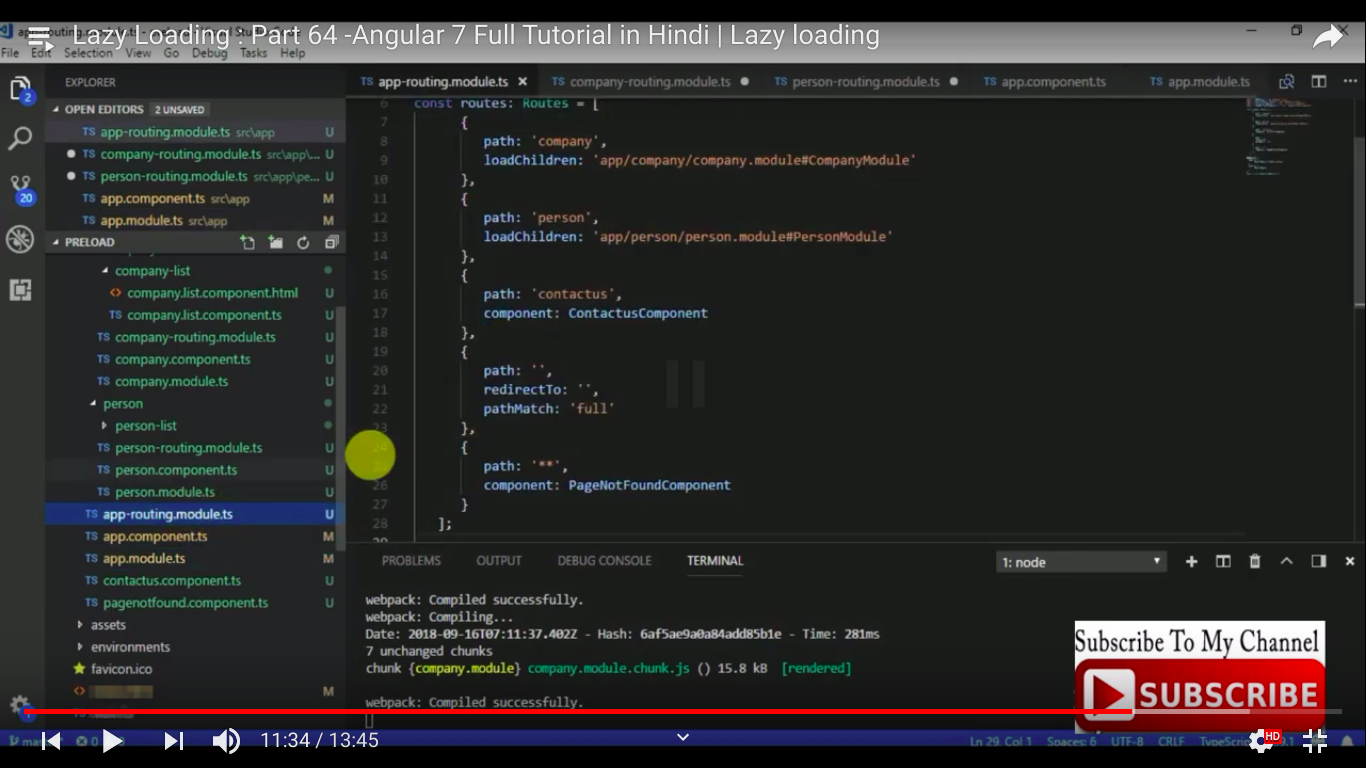 Lazy Loading : Part 64 -Angular 7 Full Tutorial in Hindi | Lazy loading
File Edit Selection View Go Debug Tasks Help
EXPLORER
OPEN EDITORS 2 UNSAVED
TS app-routing.module.ts src\app U
TS company-routing.module.ts src\app\... U
TS person-routing.module.ts src\app\pe... U
TS app.component.ts src\app M
TS app.module.ts src\app M
2
20
PRELOAD
company-list
<> company.list.component.html U
TS company.list.component.ts U
TS company-routing.module.ts U
TS company.component.ts U
TS company.module.ts U
person
person-list
TS person-routing.module.ts U
TS person.component.ts U
TS person.module.ts U
TS app-routing.module.ts U
TS app.component.ts M
TS app.module.ts M
TS contactus.component.ts U
TS pagenotfound.component.ts U
assets
environments
favicon.ico
<> M
TS app-routing.module.ts × TS company-routing.module.ts TS person-routing.module.ts TS app.component.ts TS app.module.ts
6 const routes: Routes = [
7 {
8 path: 'company',
9 loadChildren: 'app/company/company.module#CompanyModule'
10 },
11 {
12 path: 'person',
13 loadChildren: 'app/person/person.module#PersonModule'
14 },
15 {
16 path: 'contactus',
17 component: ContactusComponent
18 },
19 {
20 path: '',
21 redirectTo: '',
22 pathMatch: 'full'
23 },
24 {
path: '**',
26 component: PageNotFoundComponent
27 }
28 ];
29
PROBLEMS OUTPUT DEBUG CONSOLE TERMINAL 1: node
webpack: Compiled successfully.
webpack: Compiling...
Date: 2018-09-16T07:11:37.402Z - Hash: 6af5ae9a0a84add85b1e - Time: 281ms
7 unchanged chunks
chunk {company.module} company.module.chunk.js () 15.8 kB [rendered]
webpack: Compiled successfully.
Subscribe To My Channel
SUBSCRIBE
11:34 / 13:45
HD
Ln 29, Col 1 Spaces: 6 UTF-8 CRLF